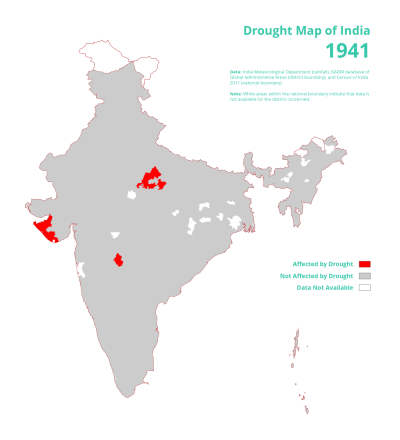 Drought Map of India
1941
Data: India Meteorological Department (rainfall), GADM database of
Global Administrative Areas (district boundary), and Census of India
2011 (national boundary).
Note: White areas within the national boundary indicate that data is
not available for the district concerned.
Affected by Drought
Not Affected by Drought
Data Not Available